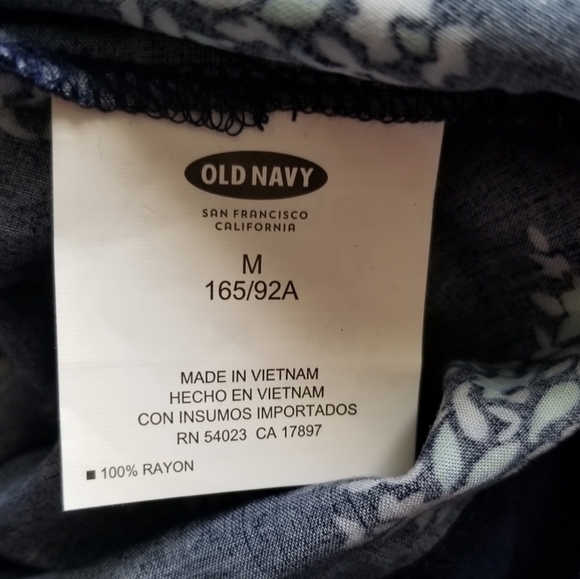 OLD NAVY
SAN FRANCISCO
CALIFORNIA
M
165/92A
MADE IN VIETNAM
HECHO EN VIETNAM
CON INSUMOS IMPORTADOS
RN 54023 CA 17897
■ 100% RAYON